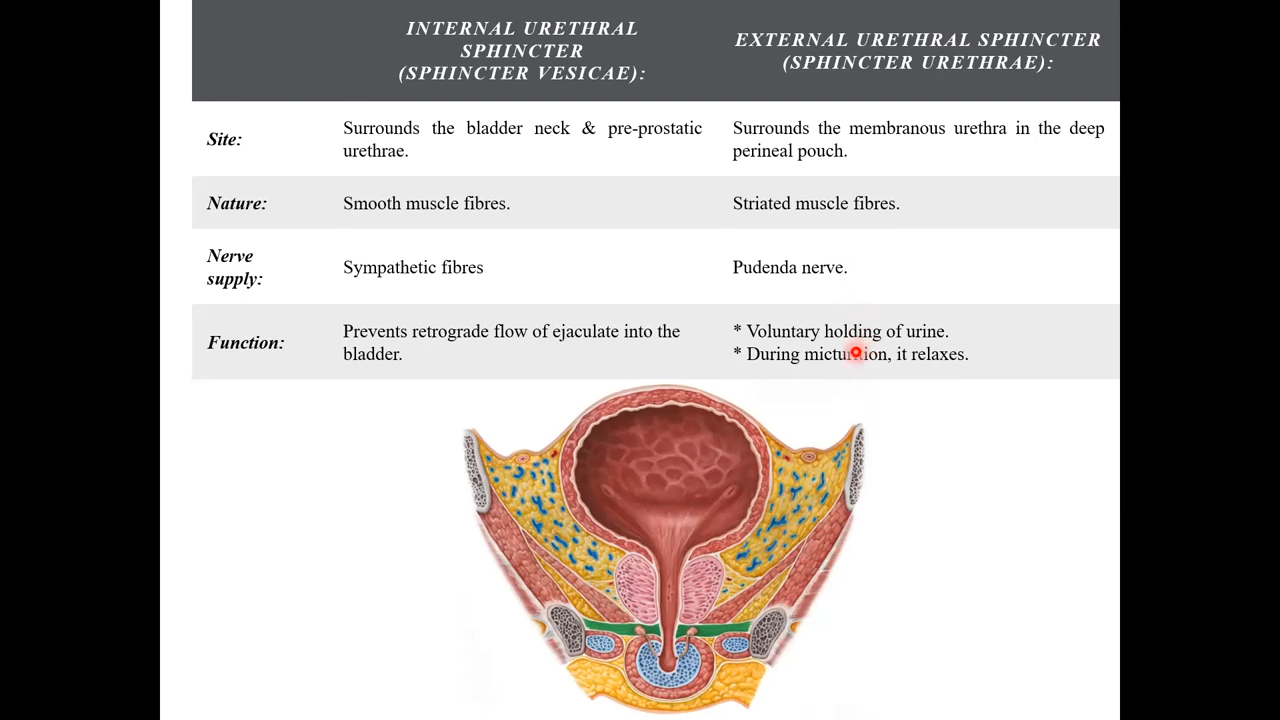 INTERNAL URETHRAL
SPHINCTER
(SPHINCTER VESICAE):
EXTERNAL URETHRAL SPHINCTER
(SPHINCTER URETHRAE):
Site:
Surrounds the bladder neck & pre-prostatic
urethrae.
Surrounds the membranous urethra in the deep
perineal pouch.
Nature:
Smooth muscle fibres.
Striated muscle fibres.
Nerve
supply:
Sympathetic fibres
Pudenda nerve.
Function:
Prevents retrograde flow of ejaculate into the
bladder.
* Voluntary holding of urine.
* During micturition, it relaxes.